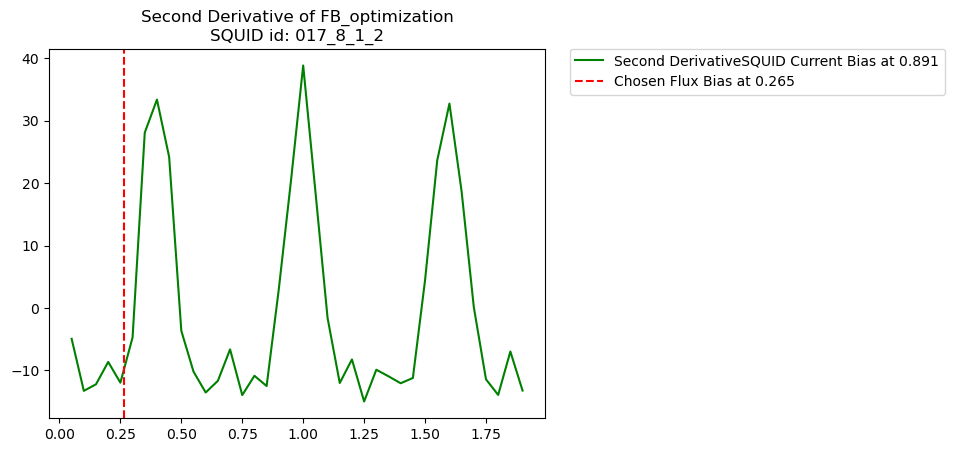 Second Derivative of FB_optimization
SQUID id: 017_8_1_2
Second DerivativeSQUID Current Bias at 0.891
Chosen Flux Bias at 0.265
40
30
20
10
0
−10
0.00 0.25 0.50 0.75 1.00 1.25 1.50 1.75